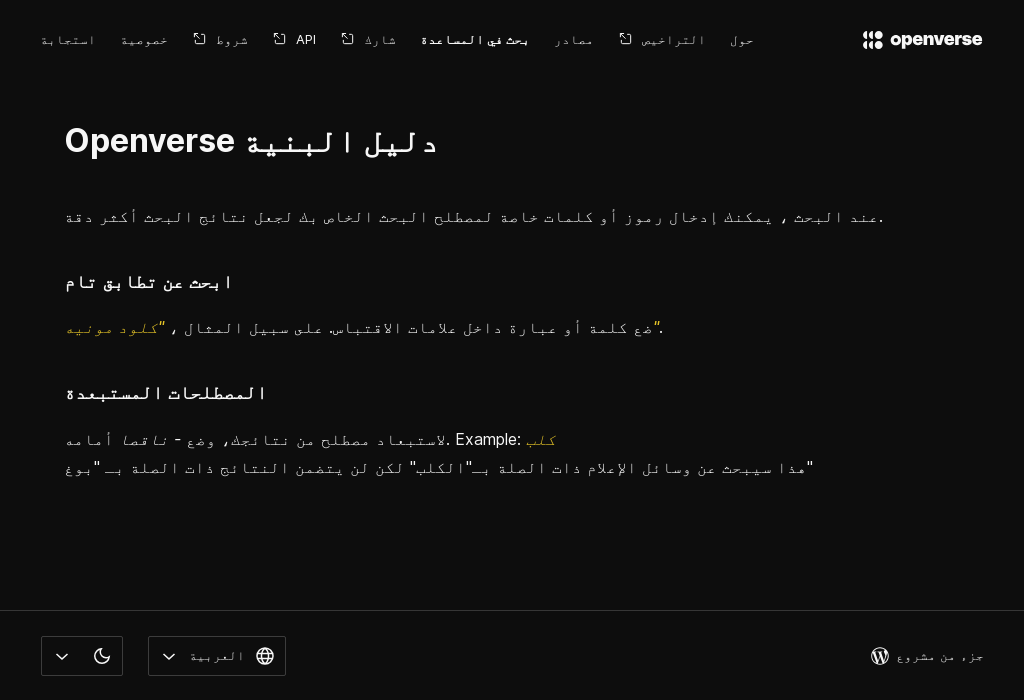 openverse
حول
التراخيص
مصادر
بحث في المساعدة
شارك
API
شروط
خصوصية
استجابة
Openverse دليل البنية
عند البحث ، يمكنك إدخال رموز أو كلمات خاصة لمصطلح البحث الخاص بك لجعل نتائج البحث أكثر دقة.
ابحث عن تطابق تام
ضع كلمة أو عبارة داخل علامات الاقتباس. على سبيل المثال ، "كلود مونيه".
المصطلحات المستبعدة
لاستبعاد مصطلح من نتائجك، وضع - ناقصا أمامه. Example: كلب
هذا سيبحث عن وسائل الإعلام ذات الصلة بـ"الكلب" لكن لن يتضمن النتائج ذات الصلة بـ "بوغ"
جزء من مشروع
العربية